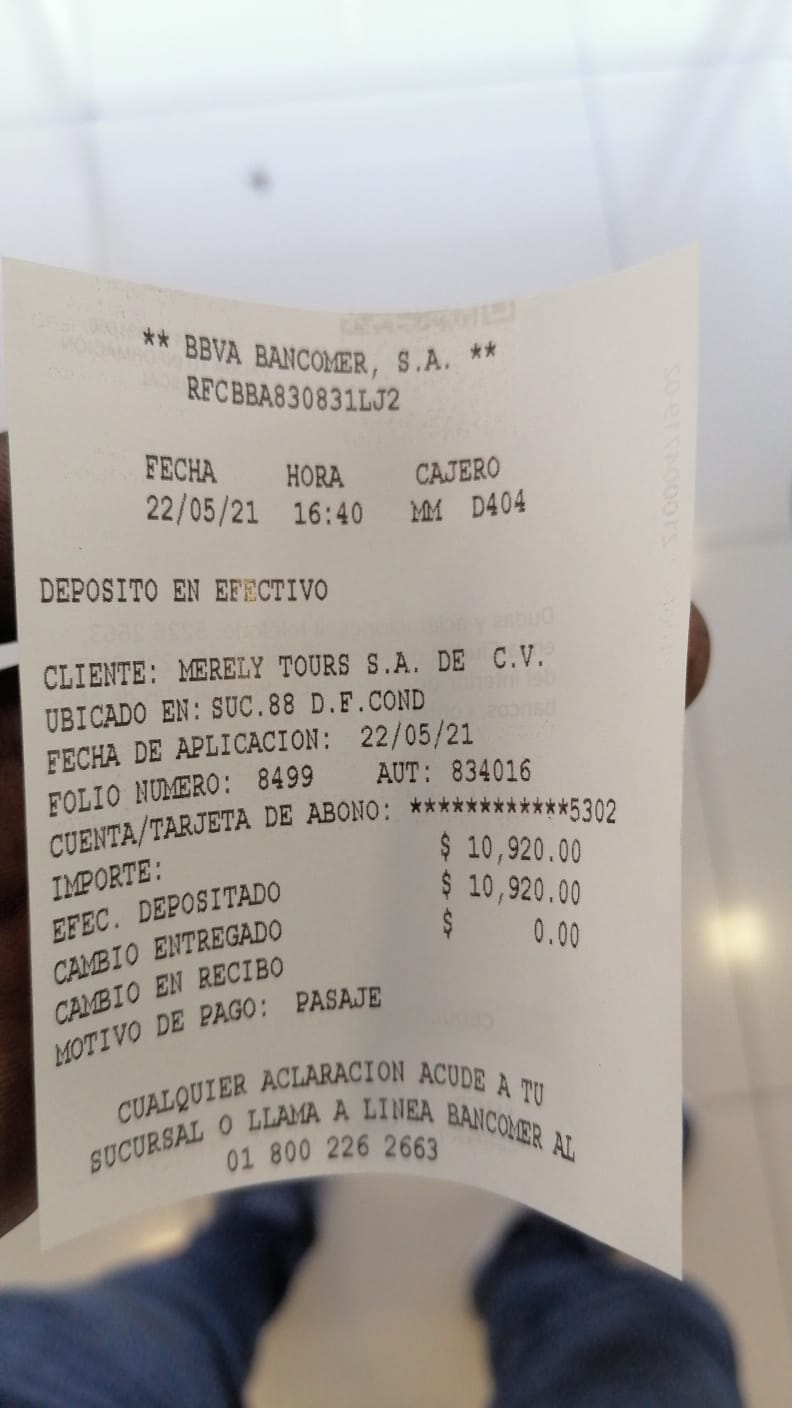 ** BBVA BANCOMER, S.A. **
RFCBBA830831LJ2
FECHA HORA CAJERO
22/05/21 16:40 MM D404
DEPOSITO EN EFECTIVO
CLIENTE: MERELY TOURS S.A. DE C.V.
UBICADO EN: SUC.88 D.F.COND
FECHA DE APLICACION: 22/05/21
FOLIO NUMERO: 8499 AUT: 834016
CUENTA/TARJETA DE ABONO: ************5302
IMPORTE: $ 10,920.00
EFEC. DEPOSITADO $ 10,920.00
CAMBIO ENTREGADO $ 0.00
CAMBIO EN RECIBO
MOTIVO DE PAGO: PASAJE
CUALQUIER ACLARACION ACUDE A TU
SUCURSAL O LLAMA A LINEA BANCOMER AL
01 800 226 2663